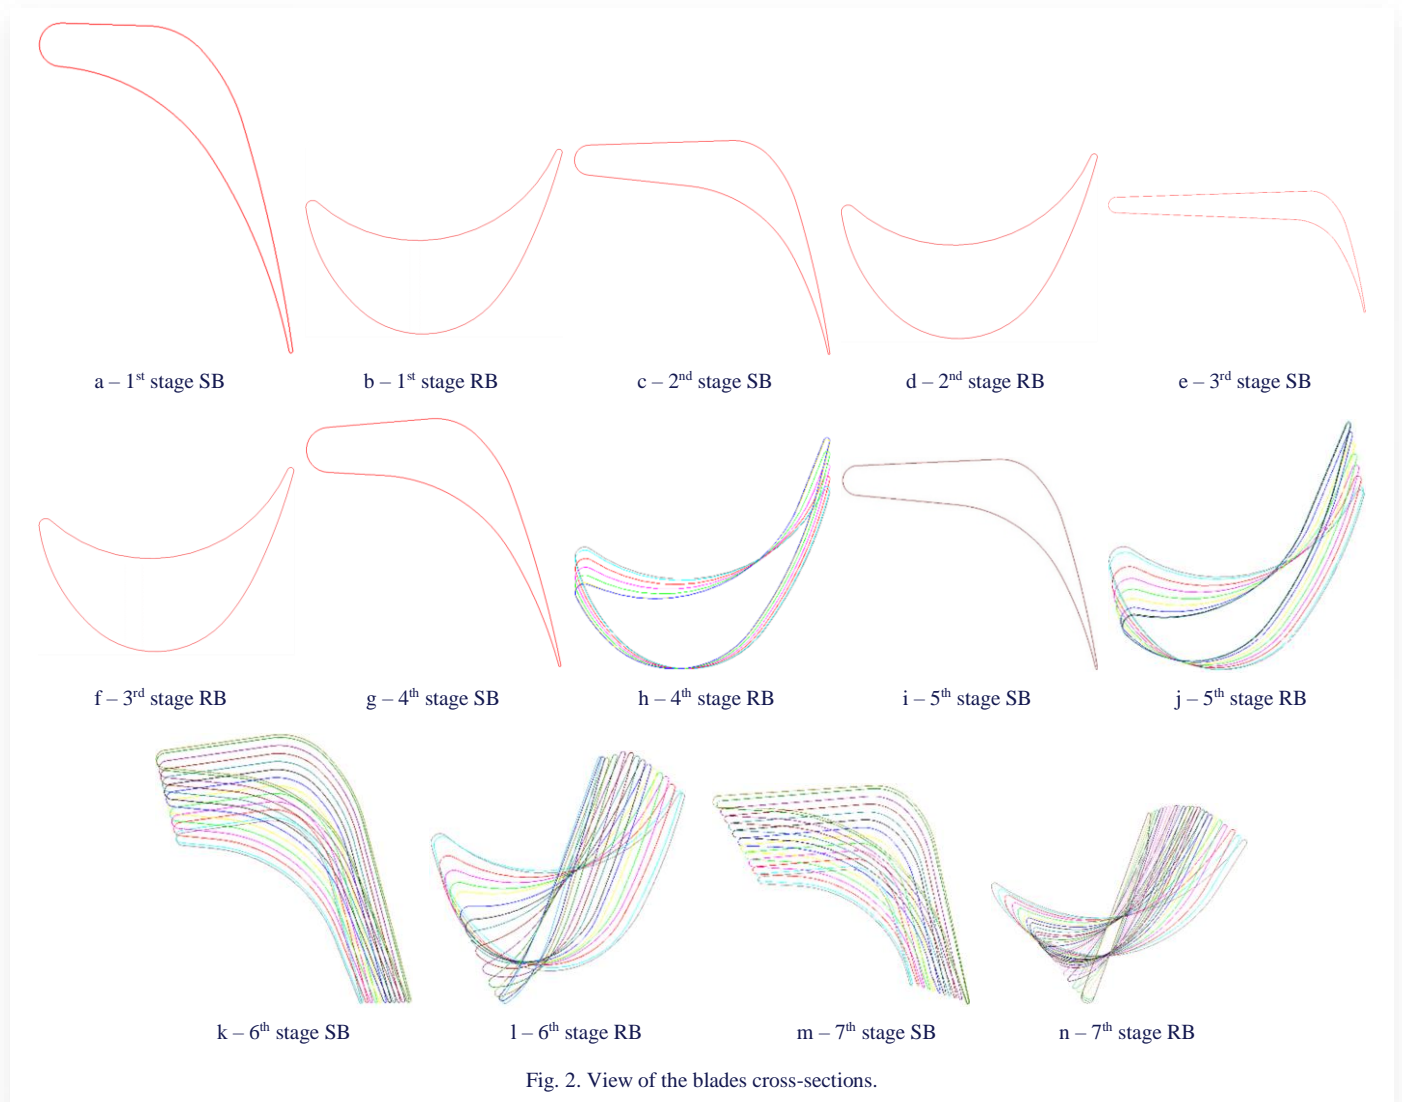 a – 1st stage SB
b – 1st stage RB
c – 2nd stage SB
d – 2nd stage RB
e – 3rd stage SB
f – 3rd stage RB
g – 4th stage SB
h – 4th stage RB
i – 5th stage SB
j – 5th stage RB
k – 6th stage SB
l – 6th stage RB
m – 7th stage SB
n – 7th stage RB
Fig. 2. View of the blades cross-sections.